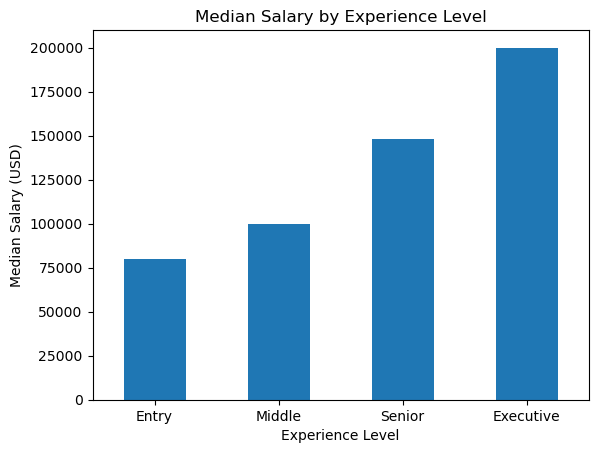 Median Salary by Experience Level
Median Salary (USD)
200000
175000
150000
125000
100000
75000
50000
25000
0
Entry Middle Senior Executive
Experience Level